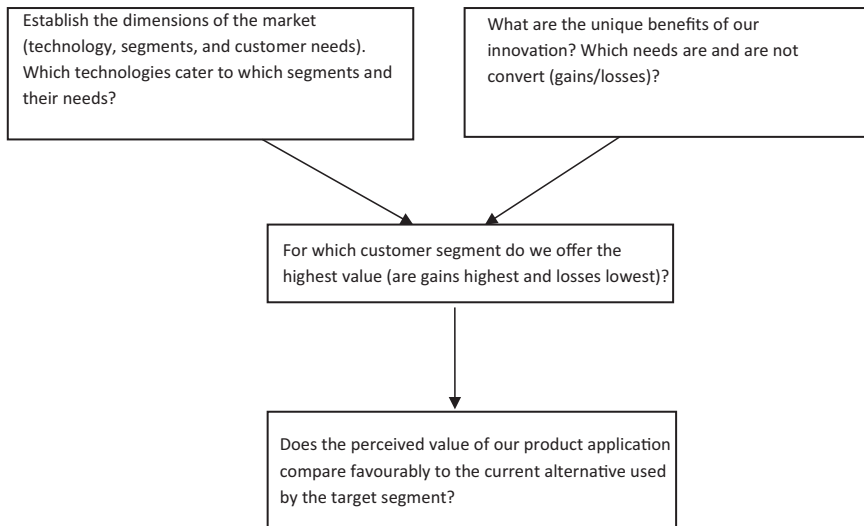 Establish the dimensions of the market
(technology, segments, and customer needs).
Which technologies cater to which segments and
their needs?
What are the unique benefits of our
innovation? Which needs are and are not
convert (gains/losses)?
For which customer segment do we offer the
highest value (are gains highest and losses lowest)?
Does the perceived value of our product application
compare favourably to the current alternative used
by the target segment?